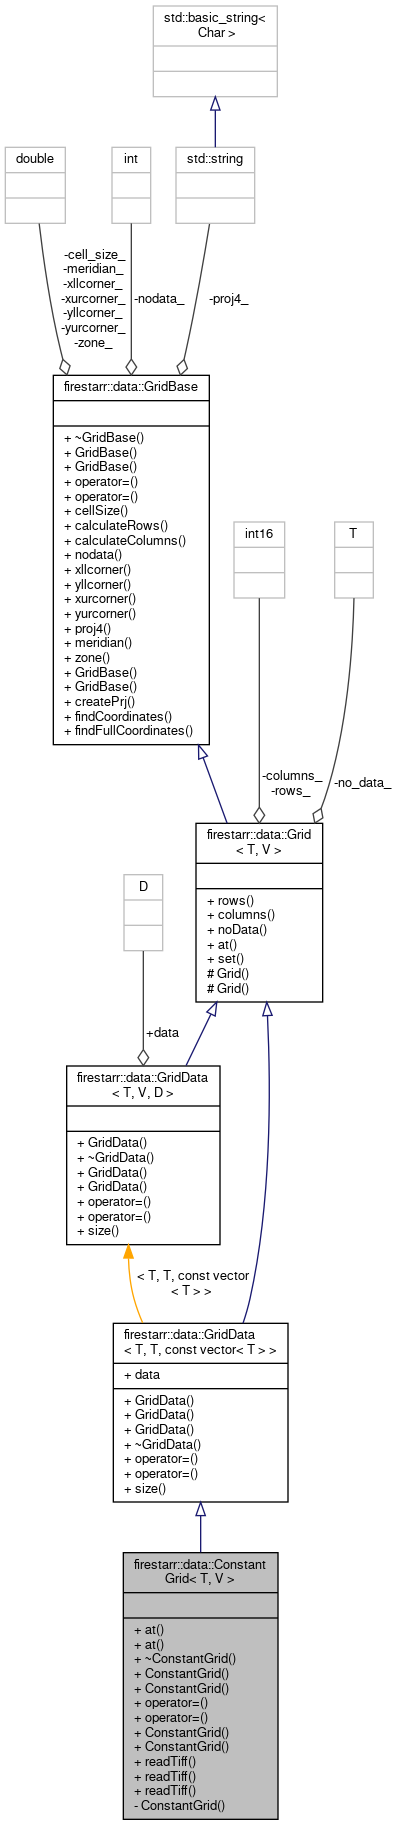 std::basic_string<
Char >
double
int
std::string
-cell_size_
-meridian_
-xllcorner_
-xurcorner_
-yllcorner_
-yurcorner_
-zone_
-nodata_
-proj4_
firestarr::data::GridBase
+ ~GridBase()
+ GridBase()
+ GridBase()
+ operator=()
+ operator=()
+ cellSize()
+ calculateRows()
+ calculateColumns()
+ nodata()
+ xllcorner()
+ yllcorner()
+ xurcorner()
+ yurcorner()
+ proj4()
+ meridian()
+ zone()
+ GridBase()
+ GridBase()
+ createPrj()
+ findCoordinates()
+ findFullCoordinates()
int16
T
-columns_
-rows_
-no_data_
firestarr::data::Grid
< T, V >
+ rows()
+ columns()
+ noData()
+ at()
+ set()
# Grid()
# Grid()
D
+data
firestarr::data::GridData
< T, V, D >
+ GridData()
+ ~GridData()
+ GridData()
+ GridData()
+ operator=()
+ operator=()
+ size()
< T, T, const vector
< T > >
firestarr::data::GridData
< T, T, const vector< T > >
+ data
+ GridData()
+ GridData()
+ GridData()
+ ~GridData()
+ operator=()
+ operator=()
+ size()
firestarr::data::Constant
Grid< T, V >
+ at()
+ at()
+ ~ConstantGrid()
+ ConstantGrid()
+ ConstantGrid()
+ operator=()
+ operator=()
+ ConstantGrid()
+ ConstantGrid()
+ readTiff()
+ readTiff()
+ readTiff()
- ConstantGrid()